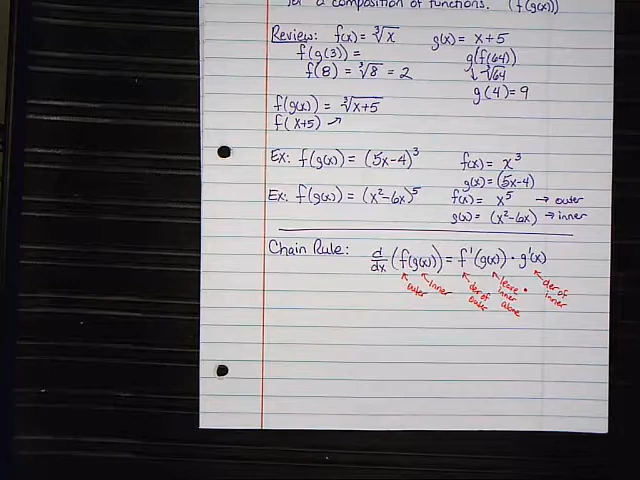 for a composition of functions. (f(g(x))
Review: f(x) = ∛x g(x) = x+5
f(g(3)) = g(f(64))
f(8) = ∛8 = 2 ↓ ∛64
g(4) = 9
f(g(x)) = ∛x+5
f(x+5) ↗
Ex: f(g(x)) = (5x-4)³ f(x) = x³
g(x) = (5x-4)
Ex: f(g(x)) = (x²-6x)⁵ f(x) = x⁵ → outer
g(x) = (x²-6x) → inner
Chain Rule: d/dx (f(g(x)) = f'(g(x)) · g'(x)
outer inner der of outer leave inner alone der of inner